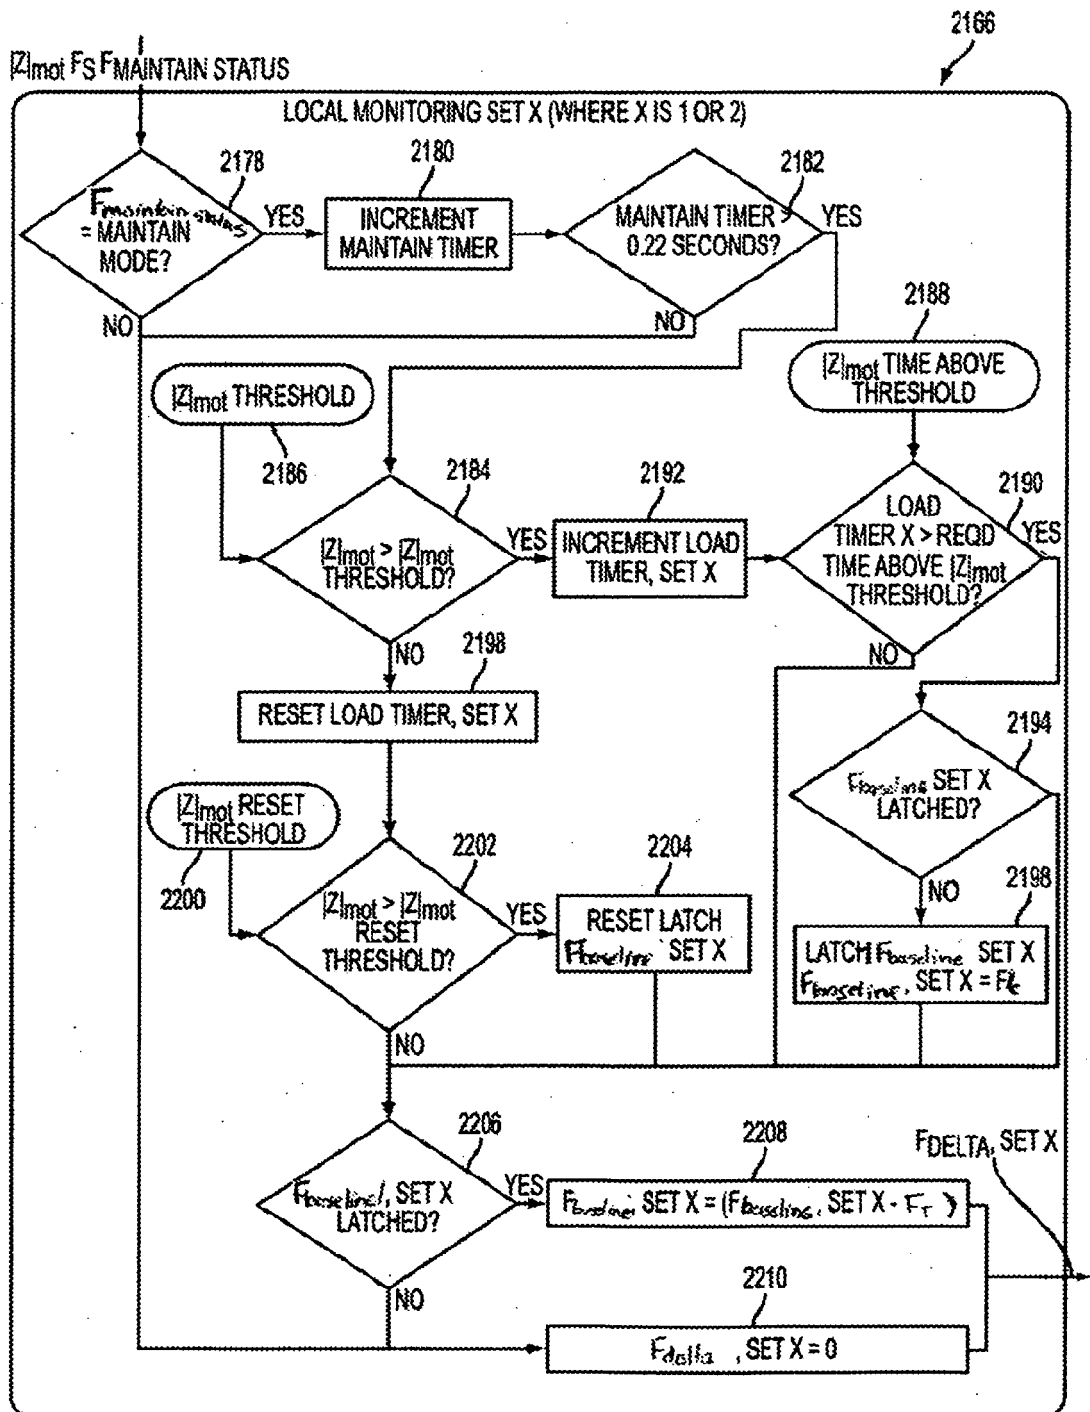 2166
|Z|mot FS FMAINTAIN STATUS
LOCAL MONITORING SET X (WHERE X IS 1 OR 2)
2178
Fmaintain status
= MAINTAIN
MODE?
YES
NO
2180
INCREMENT
MAINTAIN TIMER
2182
MAINTAIN TIMER >
0.22 SECONDS?
YES
NO
2188
|Z|mot TIME ABOVE
THRESHOLD
|Z|mot THRESHOLD
2186
2184
|Z|mot > |Z|mot
THRESHOLD?
YES
NO
2192
INCREMENT LOAD
TIMER, SET X
2190
LOAD
TIMER X > REQD
TIME ABOVE |Z|mot
THRESHOLD?
YES
NO
2198
RESET LOAD TIMER, SET X
2194
Fbaseline SET X
LATCHED?
NO
2198
LATCH Fbaseline SET X
Fbaseline, SET X =
|Z|mot RESET
THRESHOLD
2200
2202
|Z|mot > |Z|mot
RESET
THRESHOLD?
YES
NO
2204
RESET LATCH
Fbaseline SET X
2206
Fbaseline/, SET X
LATCHED?
YES
NO
2208
Fbaseline, SET X = (Fbaseline, SET X - Fr )
FDELTA, SET X
2210
Fdelta , SET X = 0